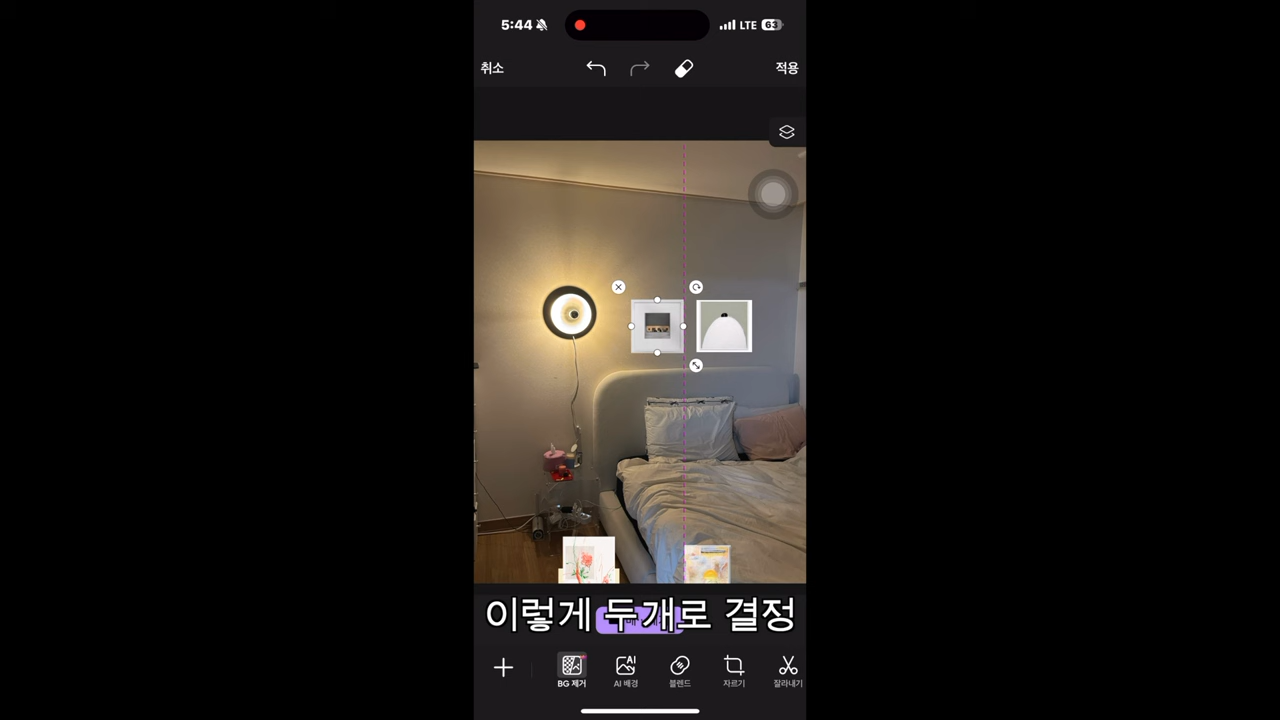 5:44
LTE 63
취소
적용
이렇게 두개로 결정
BG 제거
AI 배경
블렌드
자르기
잘라내기